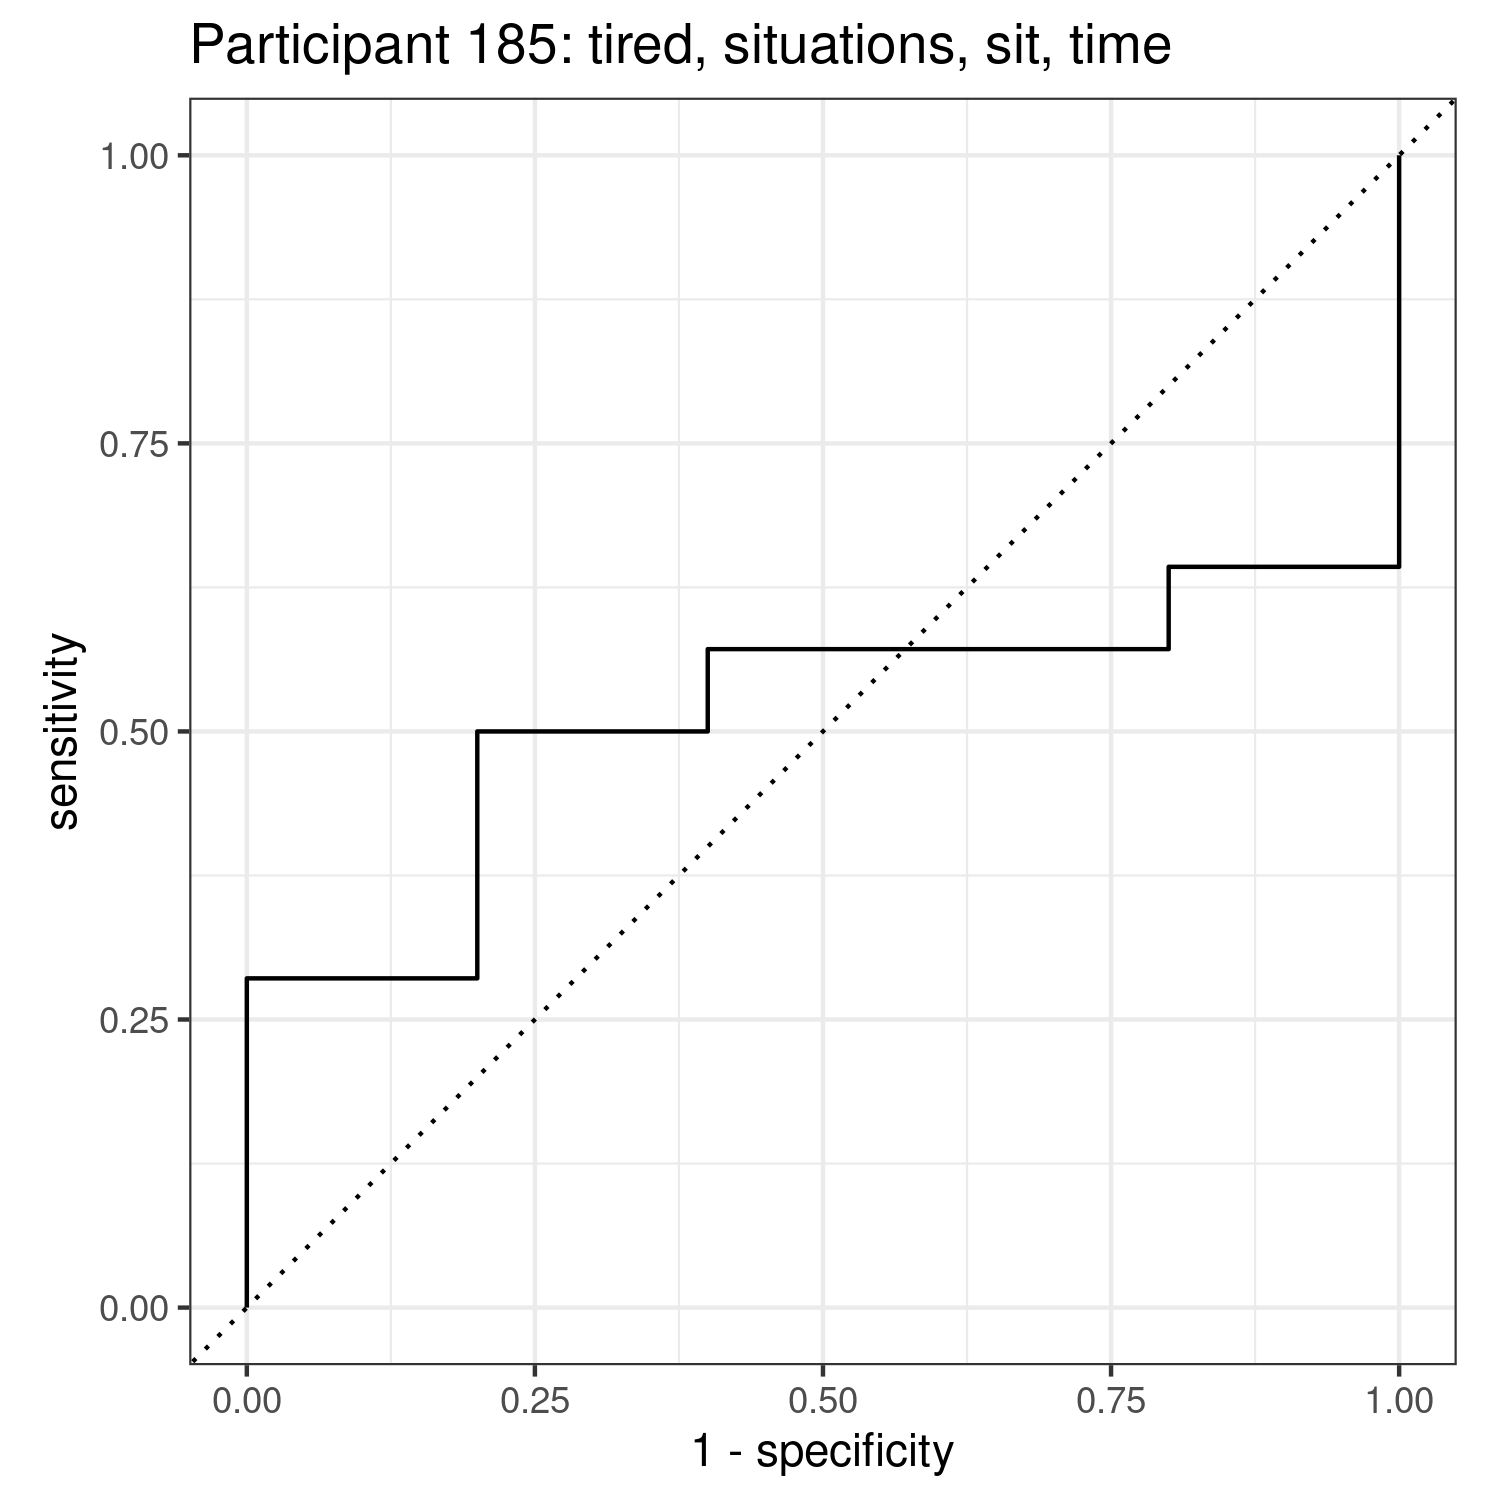 Participant 185: tired, situations, sit, time
1.00
0.75
0.50
0.25
0.00
sensitivity
0.00 0.25 0.50 0.75 1.00
1 - specificity